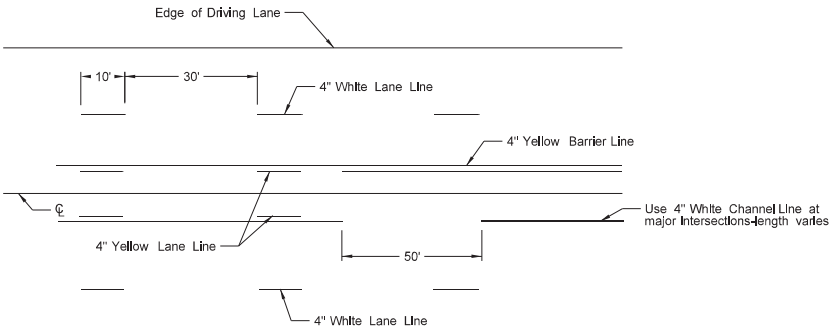 Edge of Driving Lane
10' 30'
4" White Lane Line
4" Yellow Barrier Line
℄
Use 4" White Channel Line at
major intersections-length varies
4" Yellow Lane Line
50'
4" White Lane Line